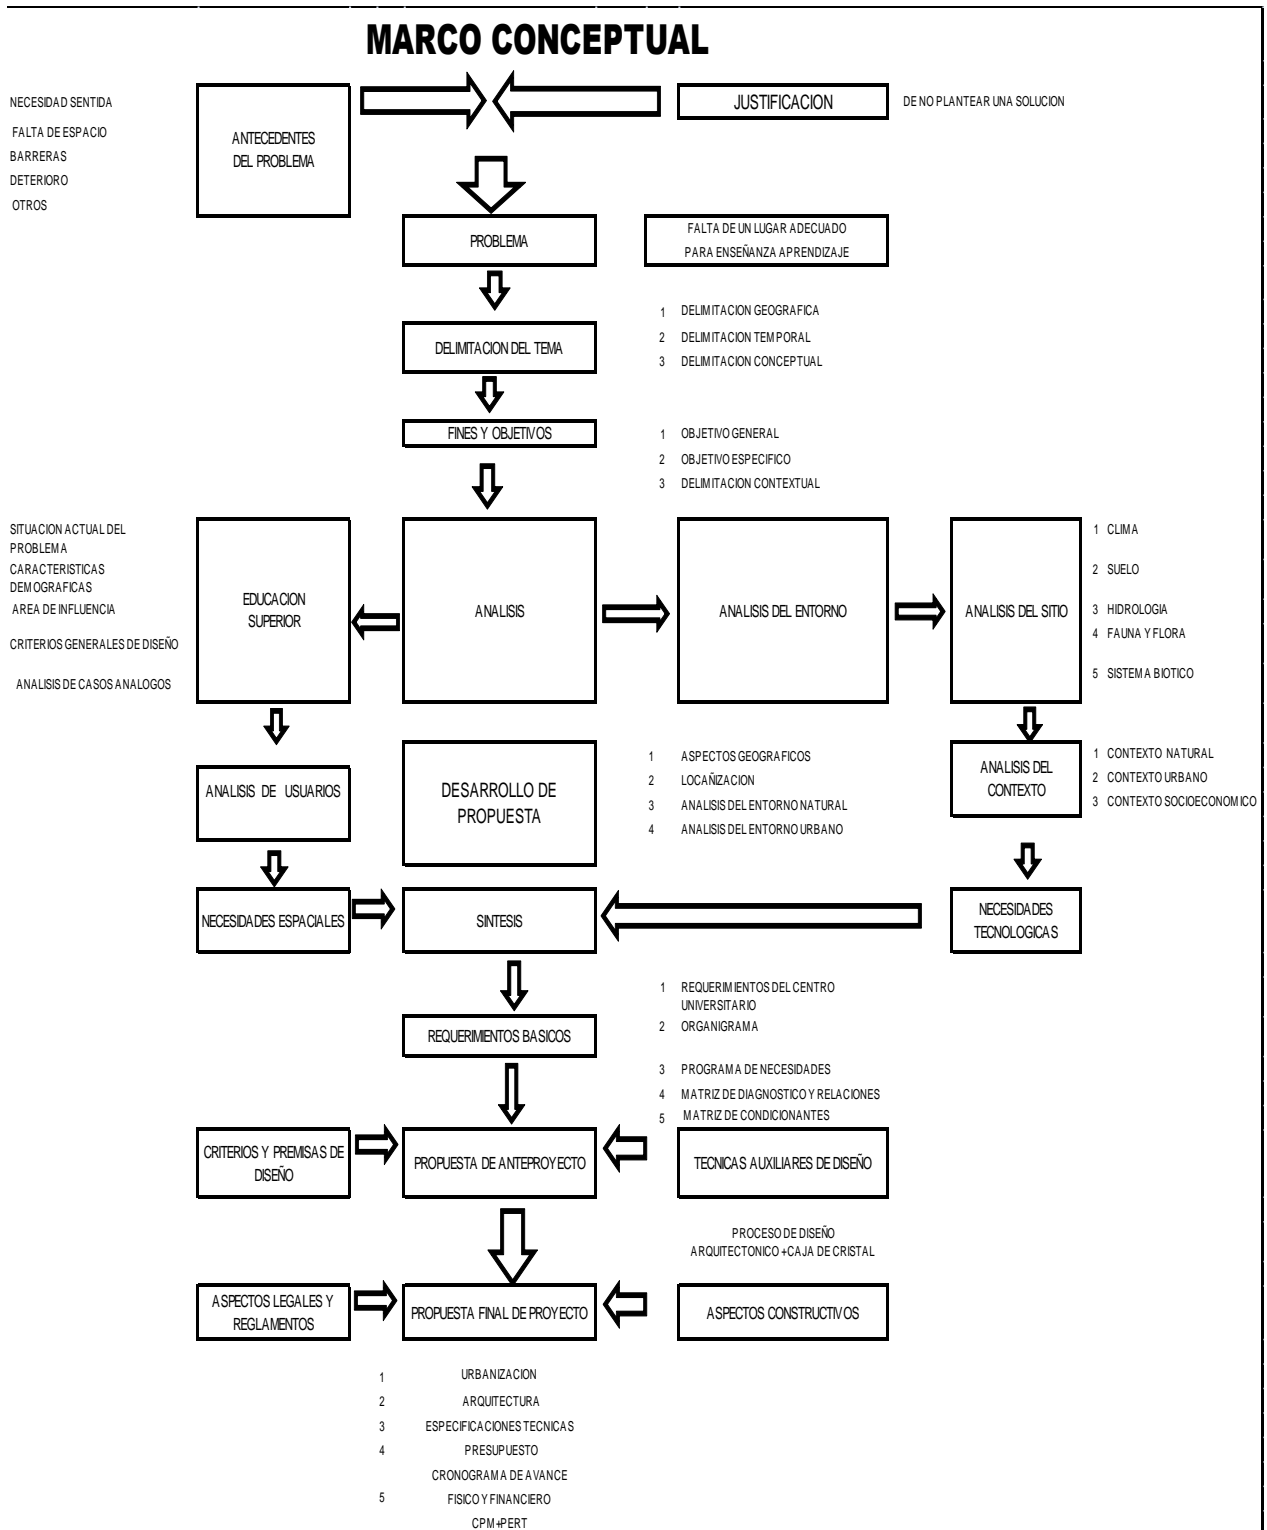 MARCO CONCEPTUAL
NECESIDAD SENTIDA
FALTA DE ESPACIO
BARRERAS
DETERIORO
OTROS
ANTECEDENTES
DEL PROBLEMA
JUSTIFICACION
DE NO PLANTEAR UNA SOLUCION
PROBLEMA
FALTA DE UN LUGAR ADECUADO
PARA ENSEÑANZA APRENDIZAJE
DELIMITACION DEL TEMA
1 DELIMITACION GEOGRAFICA
2 DELIMITACION TEMPORAL
3 DELIMITACION CONCEPTUAL
FINES Y OBJETIVOS
1 OBJETIVO GENERAL
2 OBJETIVO ESPECIFICO
3 DELIMITACION CONTEXTUAL
SITUACION ACTUAL DEL
PROBLEMA
CARACTERISTICAS
DEMOGRAFICAS
AREA DE INFLUENCIA
CRITERIOS GENERALES DE DISEÑO
ANALISIS DE CASOS ANALOGOS
EDUCACION
SUPERIOR
ANALISIS
ANALISIS DEL ENTORNO
ANALISIS DEL SITIO
1 CLIMA
2 SUELO
3 HIDROLOGIA
4 FAUNA Y FLORA
5 SISTEMA BIOTICO
ANALISIS DE USUARIOS
DESARROLLO DE
PROPUESTA
1 ASPECTOS GEOGRAFICOS
2 LOCAÑIZACION
3 ANALISIS DEL ENTORNO NATURAL
4 ANALISIS DEL ENTORNO URBANO
ANALISIS DEL
CONTEXTO
1 CONTEXTO NATURAL
2 CONTEXTO URBANO
3 CONTEXTO SOCIOECONOMICO
NECESIDADES ESPACIALES
SINTESIS
NECESIDADES
TECNOLOGICAS
REQUERIMIENTOS BASICOS
1 REQUERIMIENTOS DEL CENTRO
UNIVERSITARIO
2 ORGANIGRAMA
3 PROGRAMA DE NECESIDADES
4 MATRIZ DE DIAGNOSTICO Y RELACIONES
5 MATRIZ DE CONDICIONANTES
CRITERIOS Y PREMISAS DE
DISEÑO
PROPUESTA DE ANTEPROYECTO
TECNICAS AUXILIARES DE DISEÑO
PROCESO DE DISEÑO
ARQUITECTONICO +CAJA DE CRISTAL
ASPECTOS LEGALES Y
REGLAMENTOS
PROPUESTA FINAL DE PROYECTO
ASPECTOS CONSTRUCTIVOS
1 URBANIZACION
2 ARQUITECTURA
3 ESPECIFICACIONES TECNICAS
4 PRESUPUESTO
CRONOGRAMA DE AVANCE
5 FISICO Y FINANCIERO
CPM+PERT